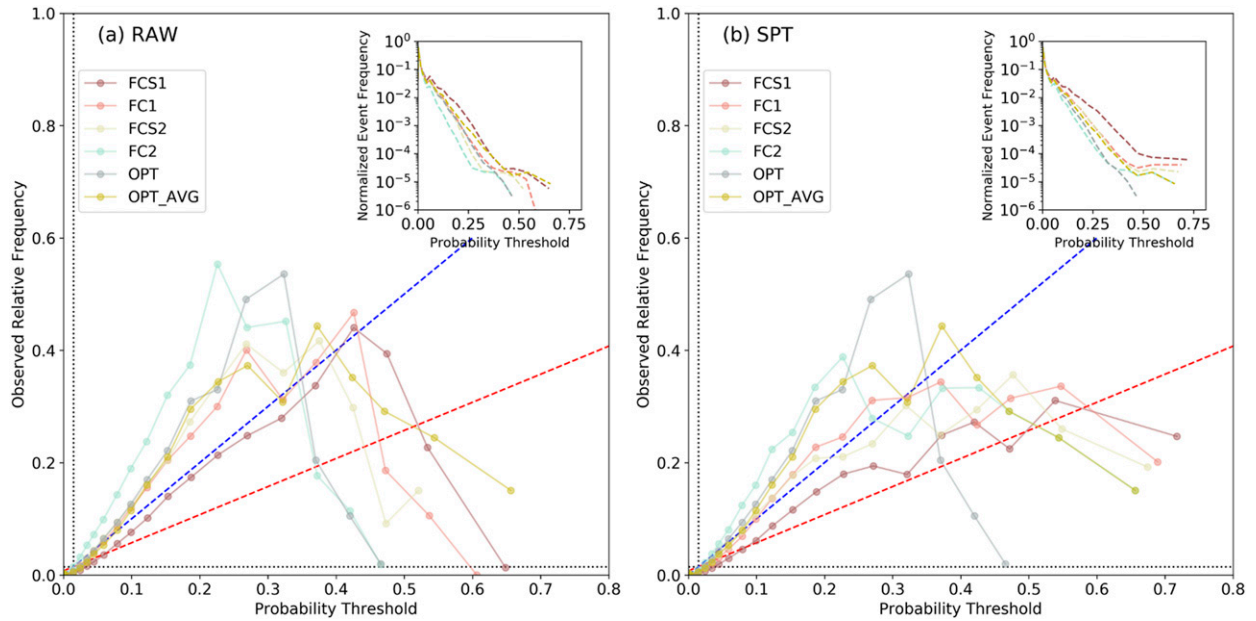 (a) RAW
FCS1
FC1
FCS2
FC2
OPT
OPT_AVG
Observed Relative Frequency
1.0
0.8
0.6
0.4
0.2
0.0
0.0 0.1 0.2 0.3 0.4 0.5 0.6 0.7 0.8
Probability Threshold
Normalized Event Frequency
10^0
10^-1
10^-2
10^-3
10^-4
10^-5
10^-6
0.00 0.25 0.50 0.75
Probability Threshold
(b) SPT
FCS1
FC1
FCS2
FC2
OPT
OPT_AVG
Observed Relative Frequency
1.0
0.8
0.6
0.4
0.2
0.0
0.0 0.1 0.2 0.3 0.4 0.5 0.6 0.7 0.8
Probability Threshold
Normalized Event Frequency
10^0
10^-1
10^-2
10^-3
10^-4
10^-5
10^-6
0.00 0.25 0.50 0.75
Probability Threshold